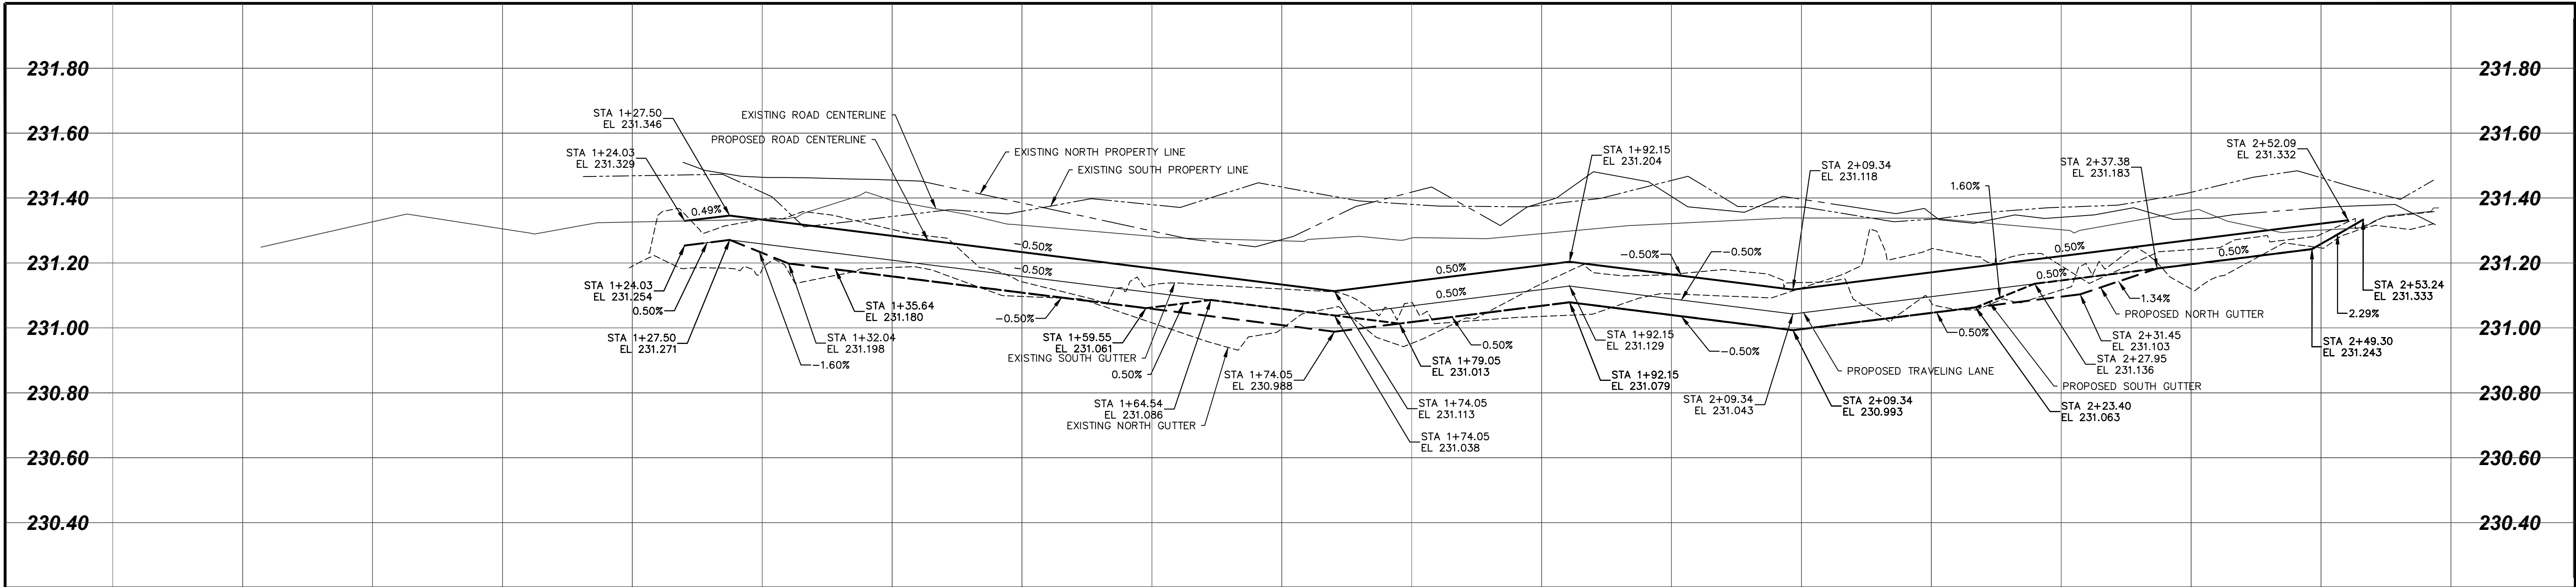 231.80
231.80
231.60
231.60
231.40
231.40
231.20
231.20
231.00
231.00
230.80
230.80
230.60
230.60
230.40
230.40
STA 1+27.50
EL 231.346
STA 1+24.03
EL 231.329
EXISTING ROAD CENTERLINE
PROPOSED ROAD CENTERLINE
EXISTING NORTH PROPERTY LINE
EXISTING SOUTH PROPERTY LINE
0.49%
-0.50%
-0.50%
STA 1+24.03
EL 231.254
0.50%
STA 1+27.50
EL 231.271
STA 1+35.64
EL 231.180
STA 1+32.04
EL 231.198
-1.60%
-0.50%
STA 1+59.55
EL 231.061
EXISTING SOUTH GUTTER
0.50%
STA 1+64.54
EL 231.086
EXISTING NORTH GUTTER
STA 1+74.05
EL 230.988
STA 1+74.05
EL 231.113
STA 1+74.05
EL 231.038
STA 1+79.05
EL 231.013
0.50%
0.50%
0.50%
STA 1+92.15
EL 231.204
STA 1+92.15
EL 231.129
STA 1+92.15
EL 231.079
-0.50%
-0.50%
-0.50%
STA 2+09.34
EL 231.118
STA 2+09.34
EL 231.043
STA 2+09.34
EL 230.993
PROPOSED TRAVELING LANE
1.60%
0.50%
0.50%
0.50%
0.50%
STA 2+37.38
EL 231.183
STA 2+52.09
EL 231.332
1.34%
PROPOSED NORTH GUTTER
STA 2+31.45
EL 231.103
STA 2+27.95
EL 231.136
PROPOSED SOUTH GUTTER
STA 2+23.40
EL 231.063
STA 2+53.24
EL 231.333
2.29%
STA 2+49.30
EL 231.243